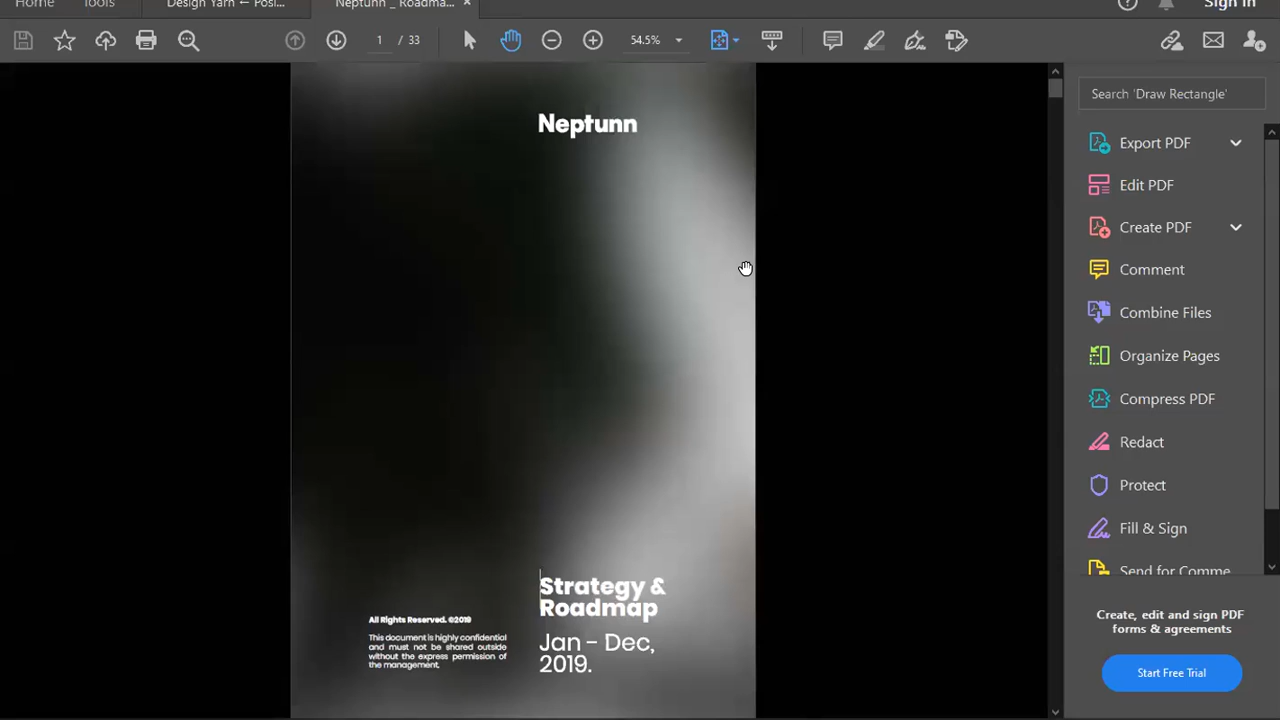 Home Tools Design Yarn ← Posi... Neptunn _ Roadma... × Sign In
1 / 33 54.5%
Search 'Draw Rectangle'
Export PDF
Edit PDF
Create PDF
Comment
Combine Files
Organize Pages
Compress PDF
Redact
Protect
Fill & Sign
Send for Comme
Create, edit and sign PDF
forms & agreements
Start Free Trial
Neptunn
Strategy &
Roadmap
Jan – Dec,
2019.
All Rights Reserved. ©2019
This document is highly confidential
and must not be shared outside
without the express permission of
the management.